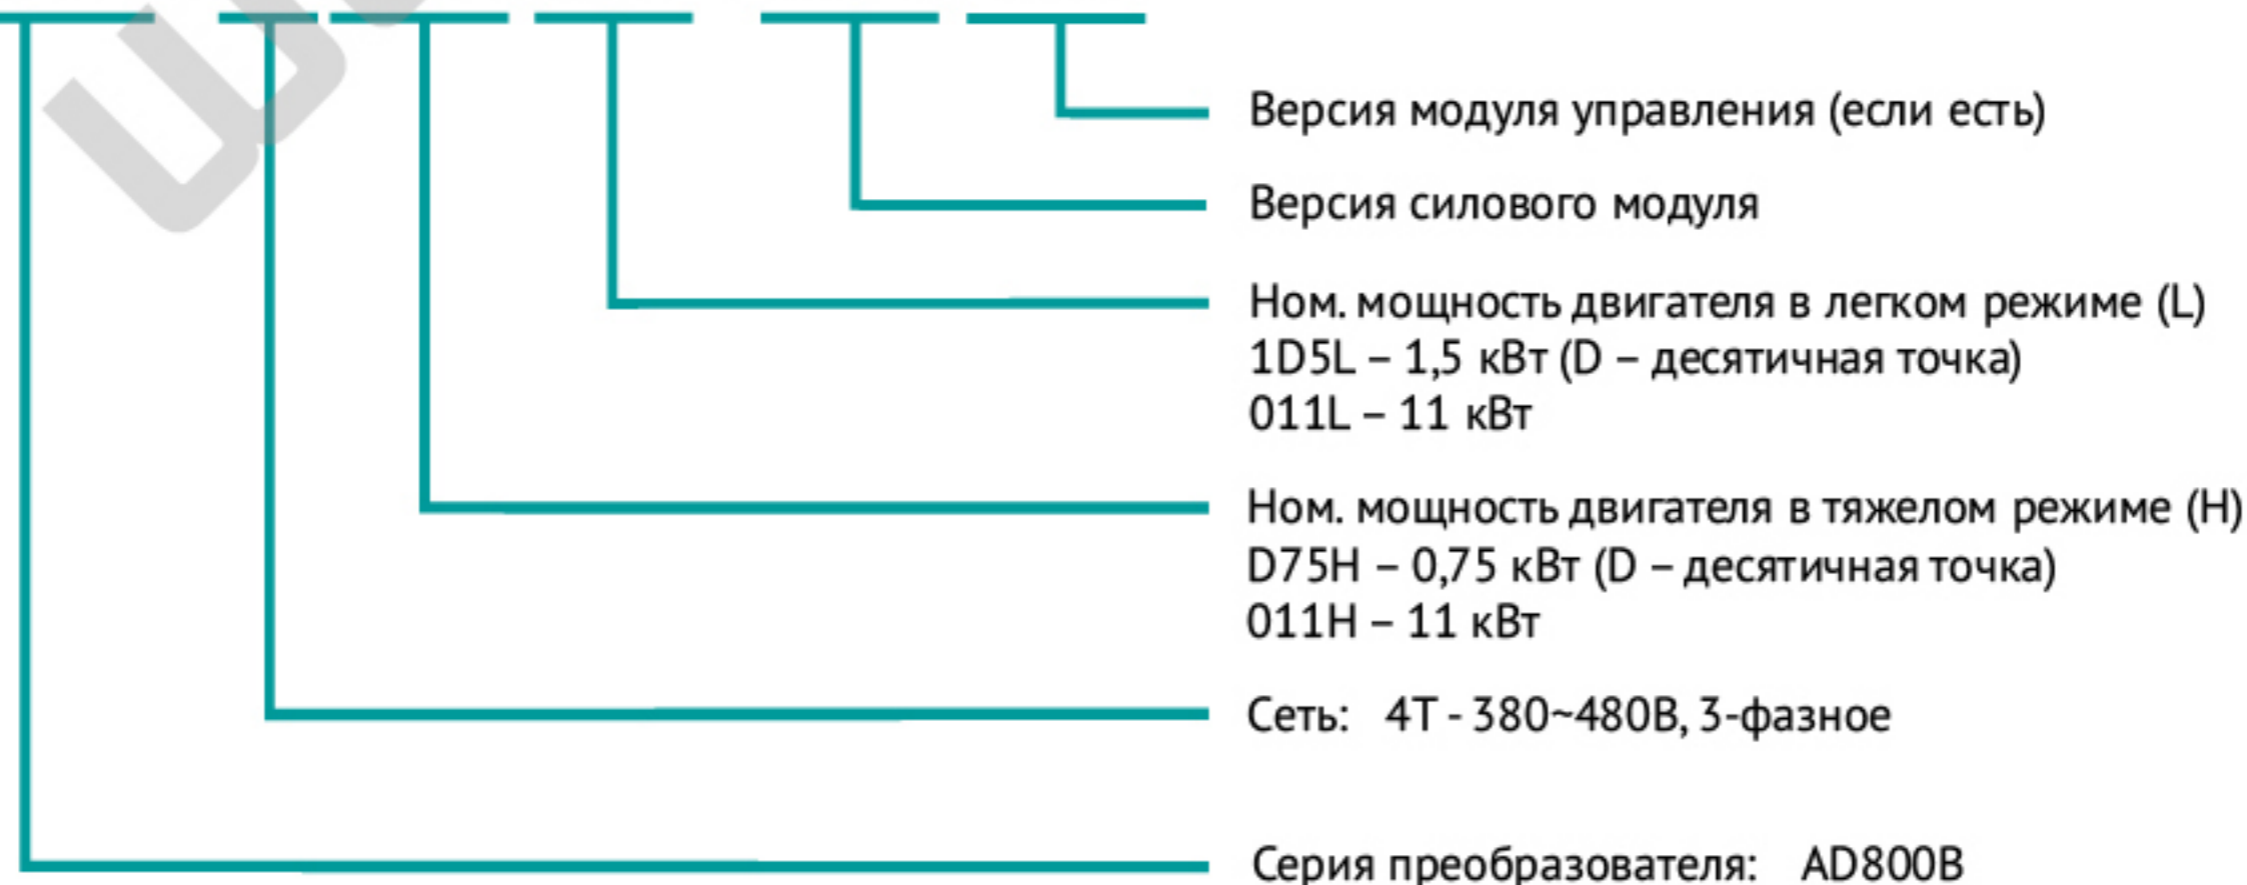 Версия модуля управления (если есть)
Версия силового модуля
Ном. мощность двигателя в легком режиме (L)
1D5L – 1,5 кВт (D – десятичная точка)
011L – 11 кВт
Ном. мощность двигателя в тяжелом режиме (H)
D75H – 0,75 кВт (D – десятичная точка)
011H – 11 кВт
Сеть: 4T - 380~480В, 3-фазное
Серия преобразователя: AD800B